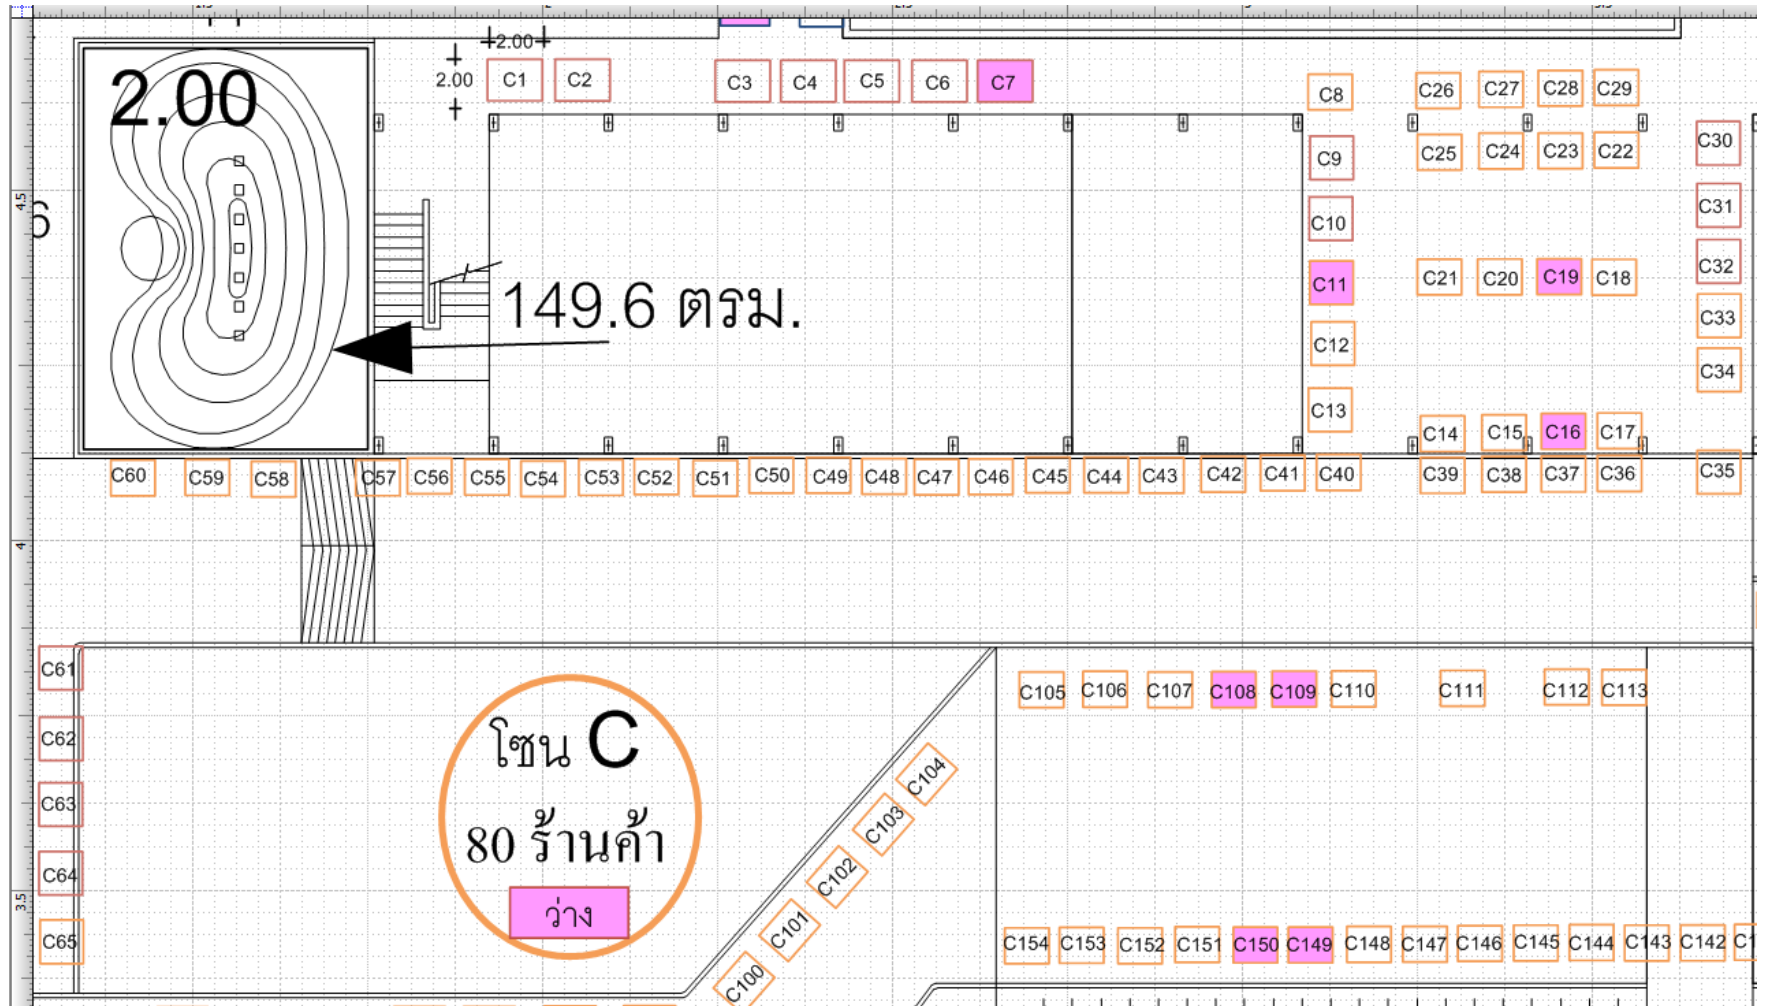 2.00
2.00
2.00
C1 C2 C3 C4 C5 C6 C7
C8 C26 C27 C28 C29
C9 C25 C24 C23 C22 C30
C10 C31
C11 C21 C20 C19 C18 C32
C12 C33
C13 C34
C14 C15 C16 C17
149.6 ตรม.
4.5
6
C60 C59 C58 C57 C56 C55 C54 C53 C52 C51 C50 C49 C48 C47 C46 C45 C44 C43 C42 C41 C40 C39 C38 C37 C36 C35
4
C61
C62
C63
C64
C65
3.5
โซน C
80 ร้านค้า
ว่าง
C105 C106 C107 C108 C109 C110 C111 C112 C113
C104
C103
C102
C101
C100
C154 C153 C152 C151 C150 C149 C148 C147 C146 C145 C144 C143 C142